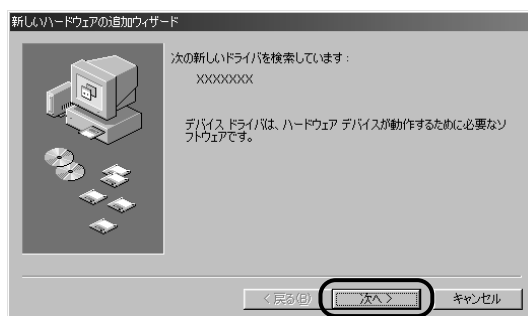 新しいハードウェアの追加ウィザード
次の新しいドライバを検索しています:
XXXXXXX
デバイス ドライバは、ハードウェア デバイスが動作するために必要なソ
フトウェアです。
< 戻る(B)
次へ >
キャンセル